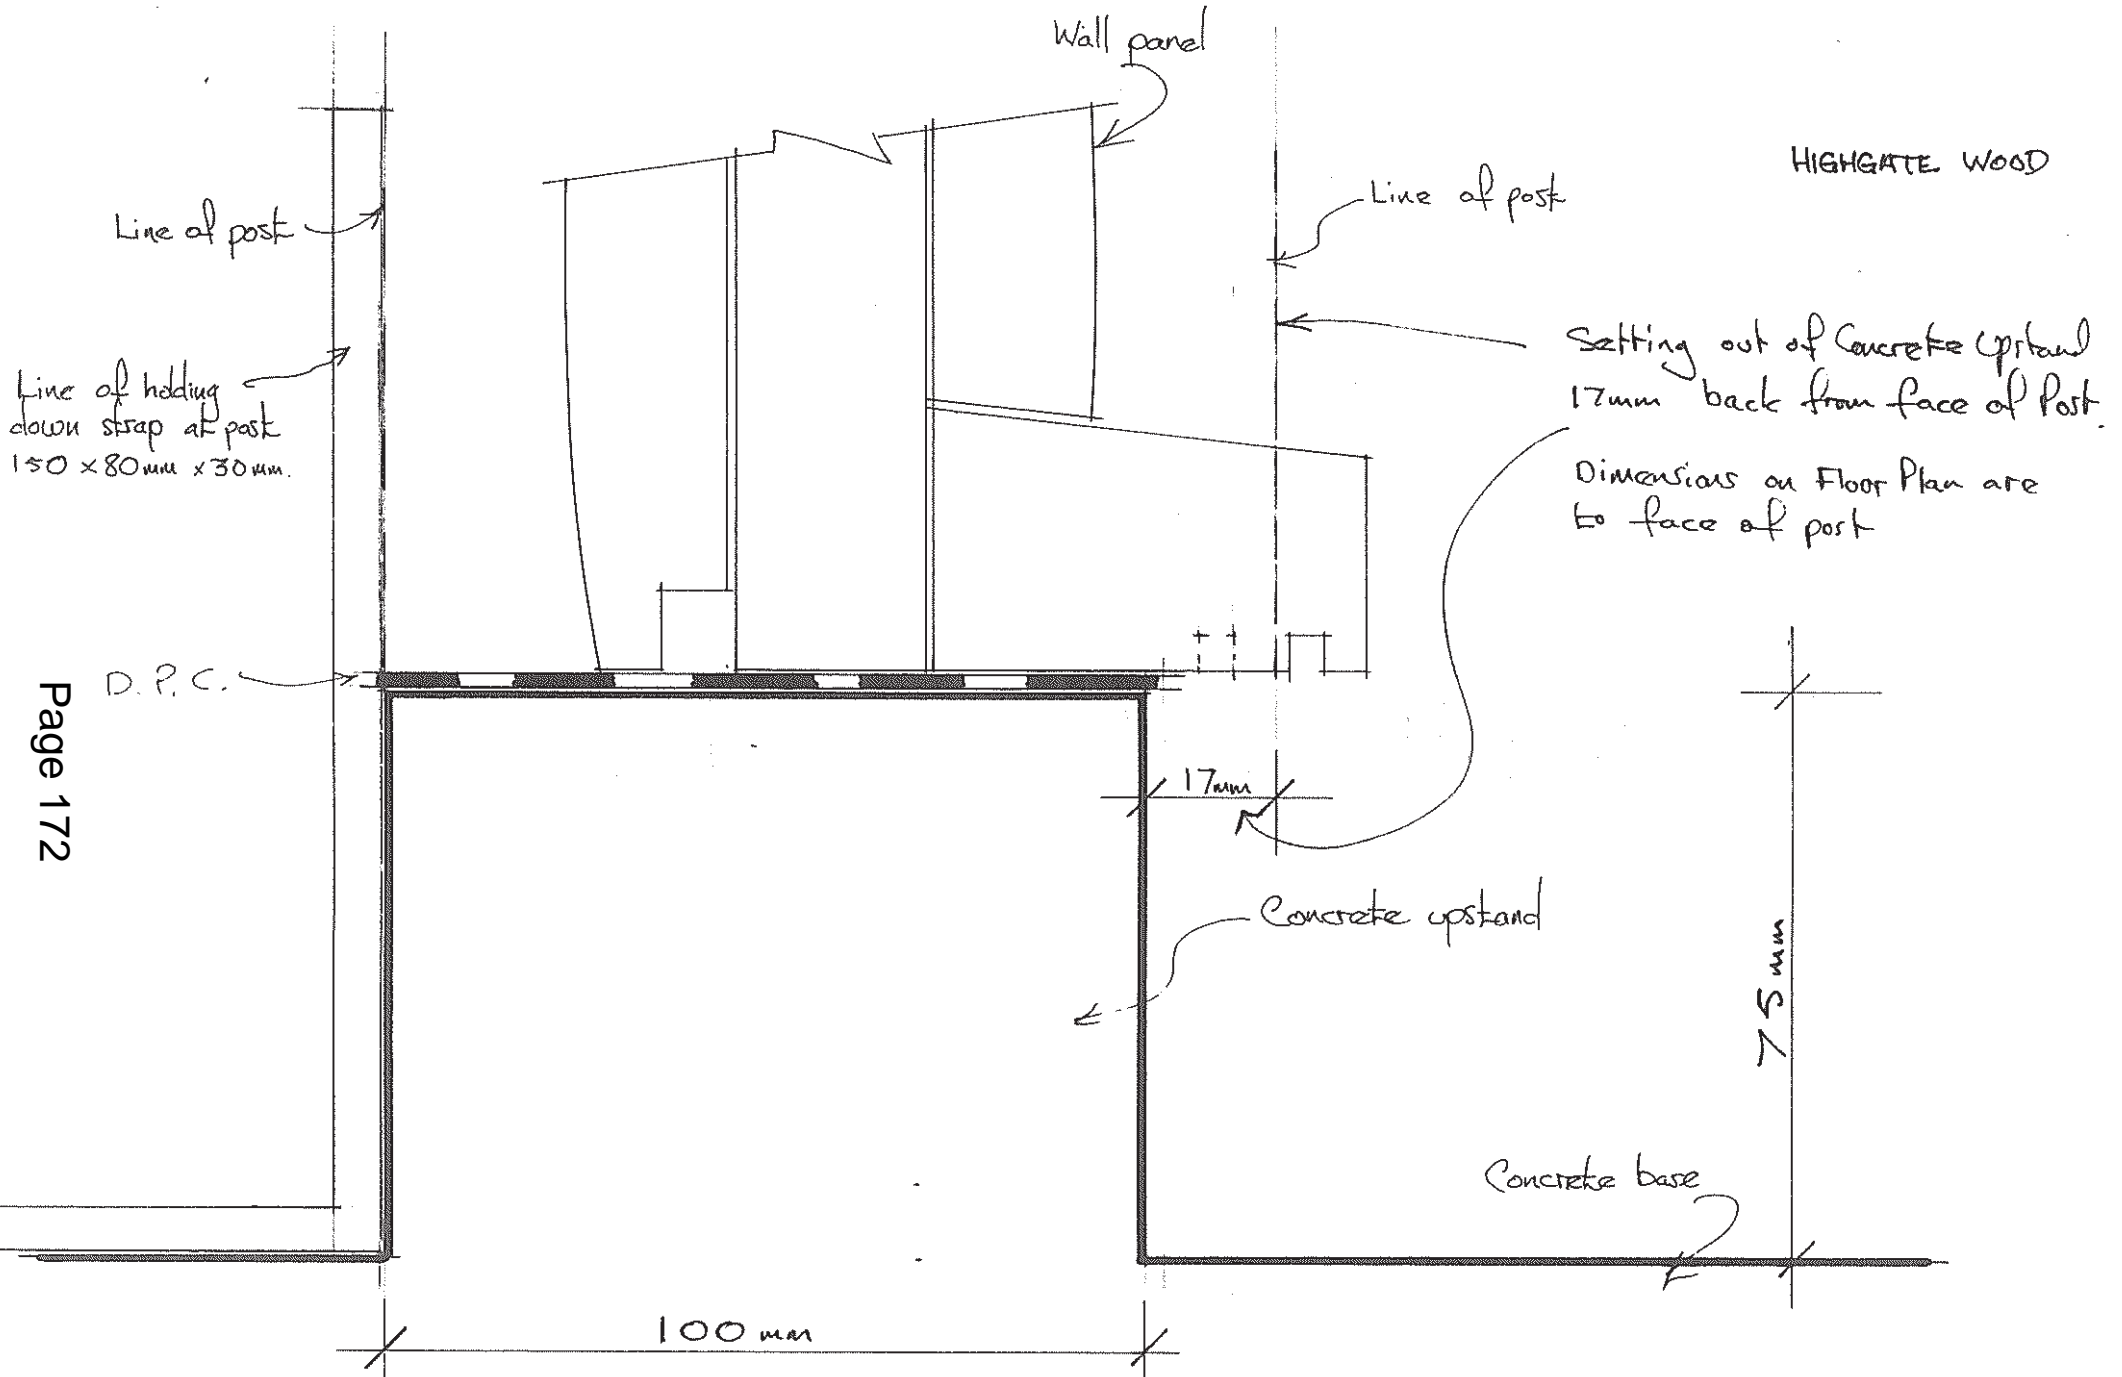 Wall panel
HIGHGATE WOOD
Line of post
Line of post
Setting out of Concrete Upstand
17mm back from face of Post.
Line of holding
down strap at post
150 x 80mm x 30mm.
Dimensions on Floor Plan are
to face of post
D. P. C.
Page 172
17mm
Concrete upstand
75mm
Concrete base
100mm